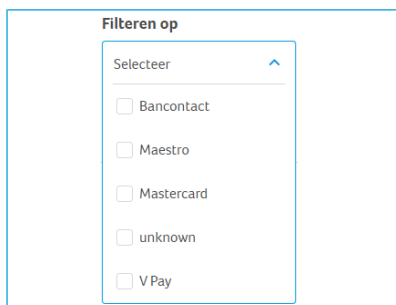 Filteren op
Selecteer
Bancontact
Maestro
Mastercard
unknown
V Pay